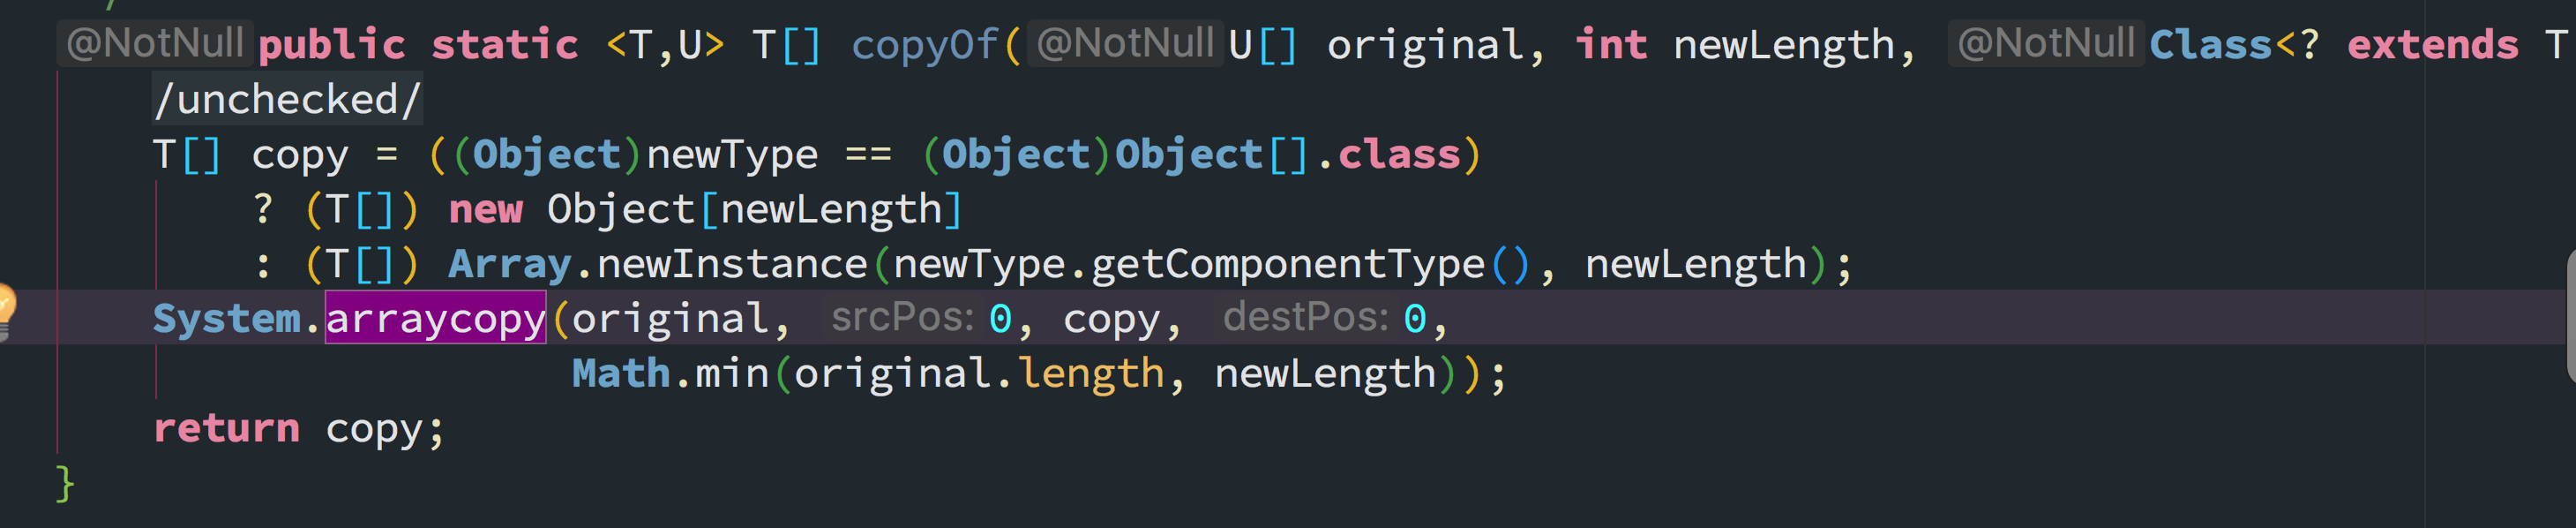 @NotNull public static <T,U> T[] copyOf( @NotNull U[] original, int newLength, @NotNull Class<? extends T
/unchecked/
T[] copy = ((Object)newType == (Object)Object[].class)
? (T[]) new Object[newLength]
: (T[]) Array.newInstance(newType.getComponentType(), newLength);
System.arraycopy(original, srcPos: 0, copy, destPos: 0,
Math.min(original.length, newLength));
return copy;
}